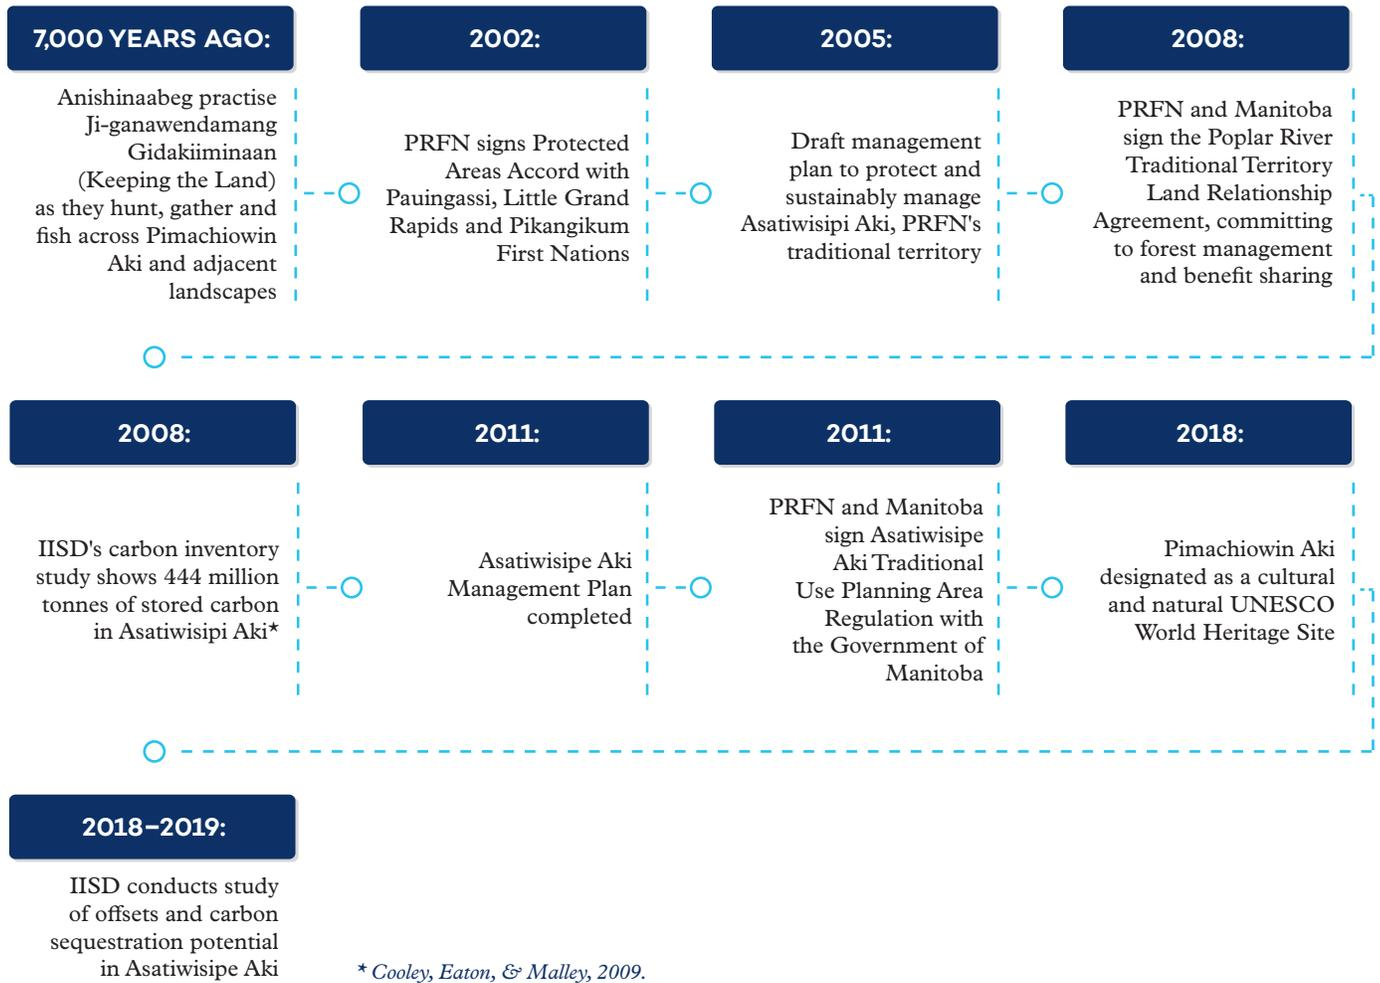 7,000 YEARS AGO:
Anishinaabeg practise
Ji-ganawendamang
Gidakiiminaan
(Keeping the Land)
as they hunt, gather and
fish across Pimachiowin
Aki and adjacent
landscapes
2002:
PRFN signs Protected
Areas Accord with
Pauingassi, Little Grand
Rapids and Pikangikum
First Nations
2005:
Draft management
plan to protect and
sustainably manage
Asatiwisipi Aki, PRFN's
traditional territory
2008:
PRFN and Manitoba
sign the Poplar River
Traditional Territory
Land Relationship
Agreement, committing
to forest management
and benefit sharing
2008:
IISD's carbon inventory
study shows 444 million
tonnes of stored carbon
in Asatiwisipi Aki★
2011:
Asatiwisipe Aki
Management Plan
completed
2011:
PRFN and Manitoba
sign Asatiwisipe
Aki Traditional
Use Planning Area
Regulation with
the Government of
Manitoba
2018:
Pimachiowin Aki
designated as a cultural
and natural UNESCO
World Heritage Site
2018–2019:
IISD conducts study
of offsets and carbon
sequestration potential
in Asatiwisipe Aki
★ Cooley, Eaton, & Malley, 2009.